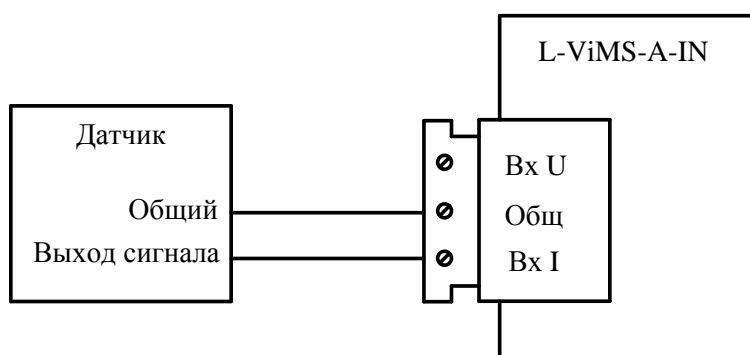 L-ViMS-A-IN
Датчик
Общий
Выход сигнала
Вх U
Общ
Вх I